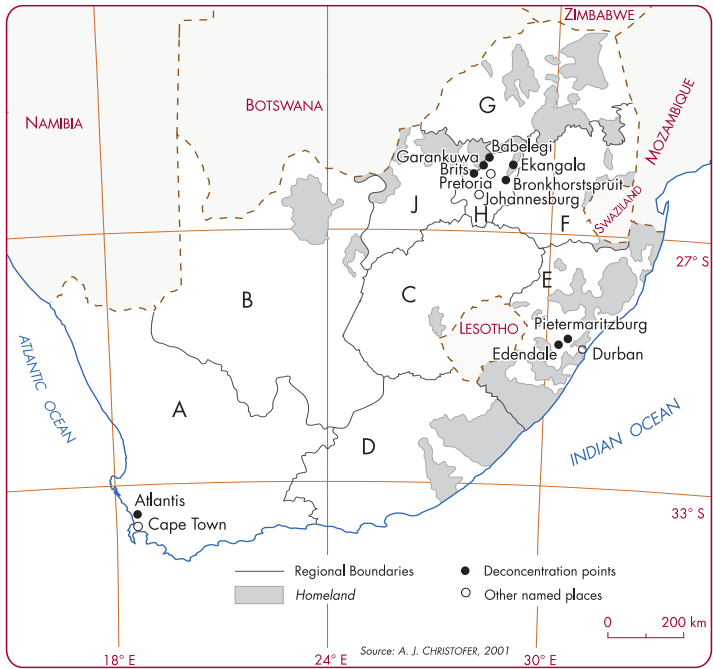 ZIMBABWE
BOTSWANA
NAMIBIA
MOZAMBIQUE
G
Babelegi
Garankuwa
Brits
Ekangala
Pretoria
Bronkhorstspruit
Johannesburg
SWAZILAND
J
H
F
27° S
E
B
C
LESOTHO
Pietermaritzburg
Edendale
Durban
ATLANTIC OCEAN
A
D
INDIAN OCEAN
Atlantis
Cape Town
33° S
Regional Boundaries
Deconcentration points
Homeland
Other named places
0 200 km
Source: A. J. CHRISTOFER, 2001
18° E 24° E 30° E